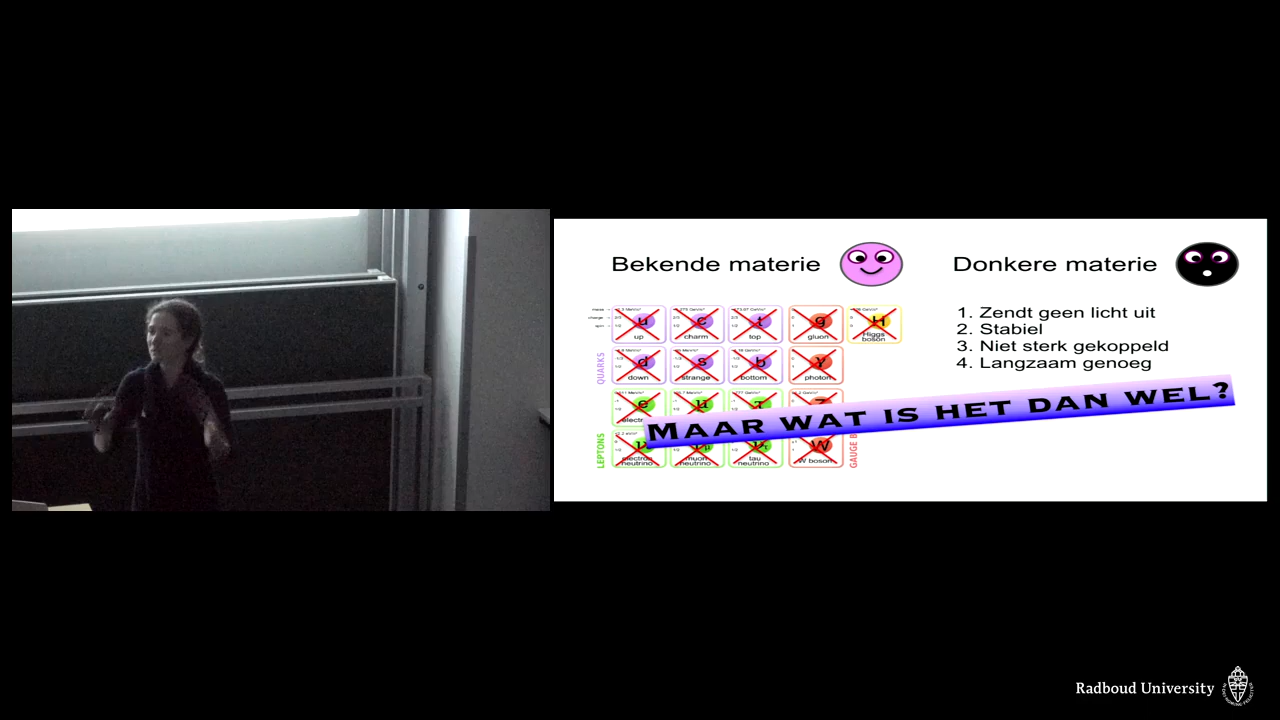 Bekende materie
Donkere materie
1. Zendt geen licht uit
2. Stabiel
3. Niet sterk gekoppeld
4. Langzaam genoeg
MAAR WAT IS HET DAN WEL?
QUARKS
LEPTONS
GAUGE B
u
c
t
g
H
up
charm
top
gluon
Higgs
boson
d
s
b
γ
down
strange
bottom
photon
e
μ
τ
Z
electron
neutrino
muon
neutrino
tau
neutrino
W
W boson
Radboud University